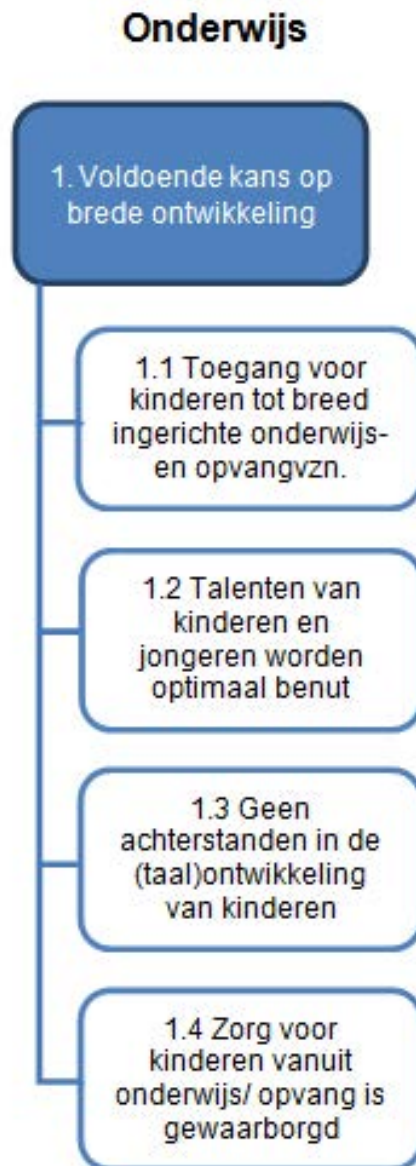 Onderwijs
1. Voldoende kans op
brede ontwikkeling
1.1 Toegang voor
kinderen tot breed
ingerichte onderwijs-
en opvangvzn.
1.2 Talenten van
kinderen en
jongeren worden
optimaal benut
1.3 Geen
achterstanden in de
(taal)ontwikkeling
van kinderen
1.4 Zorg voor
kinderen vanuit
onderwijs/ opvang is
gewaarborgd